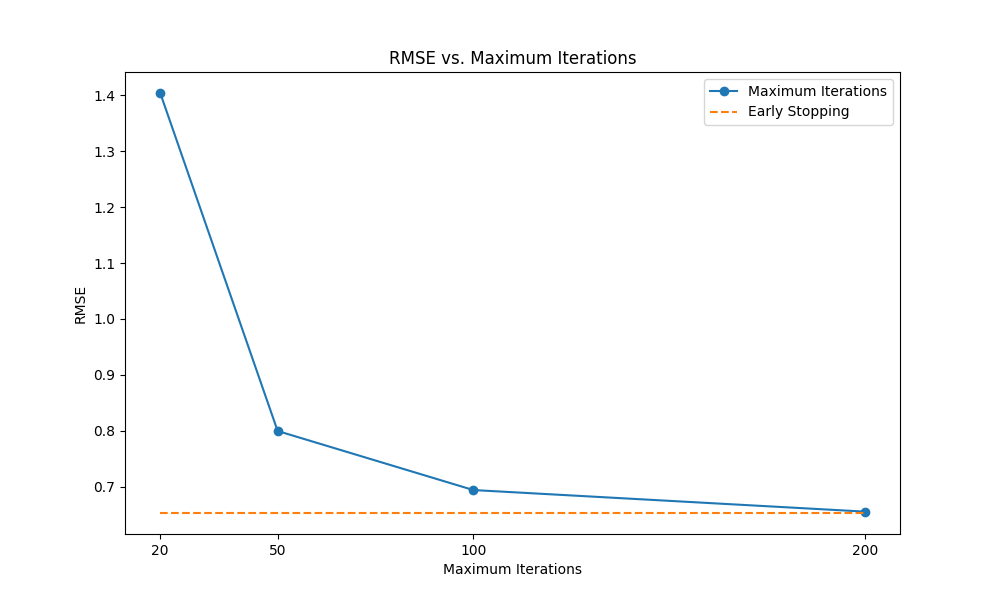 RMSE vs. Maximum Iterations
Maximum Iterations
Early Stopping
1.4
1.3
1.2
1.1
1.0
0.9
0.8
0.7
RMSE
20
50
100
200
Maximum Iterations